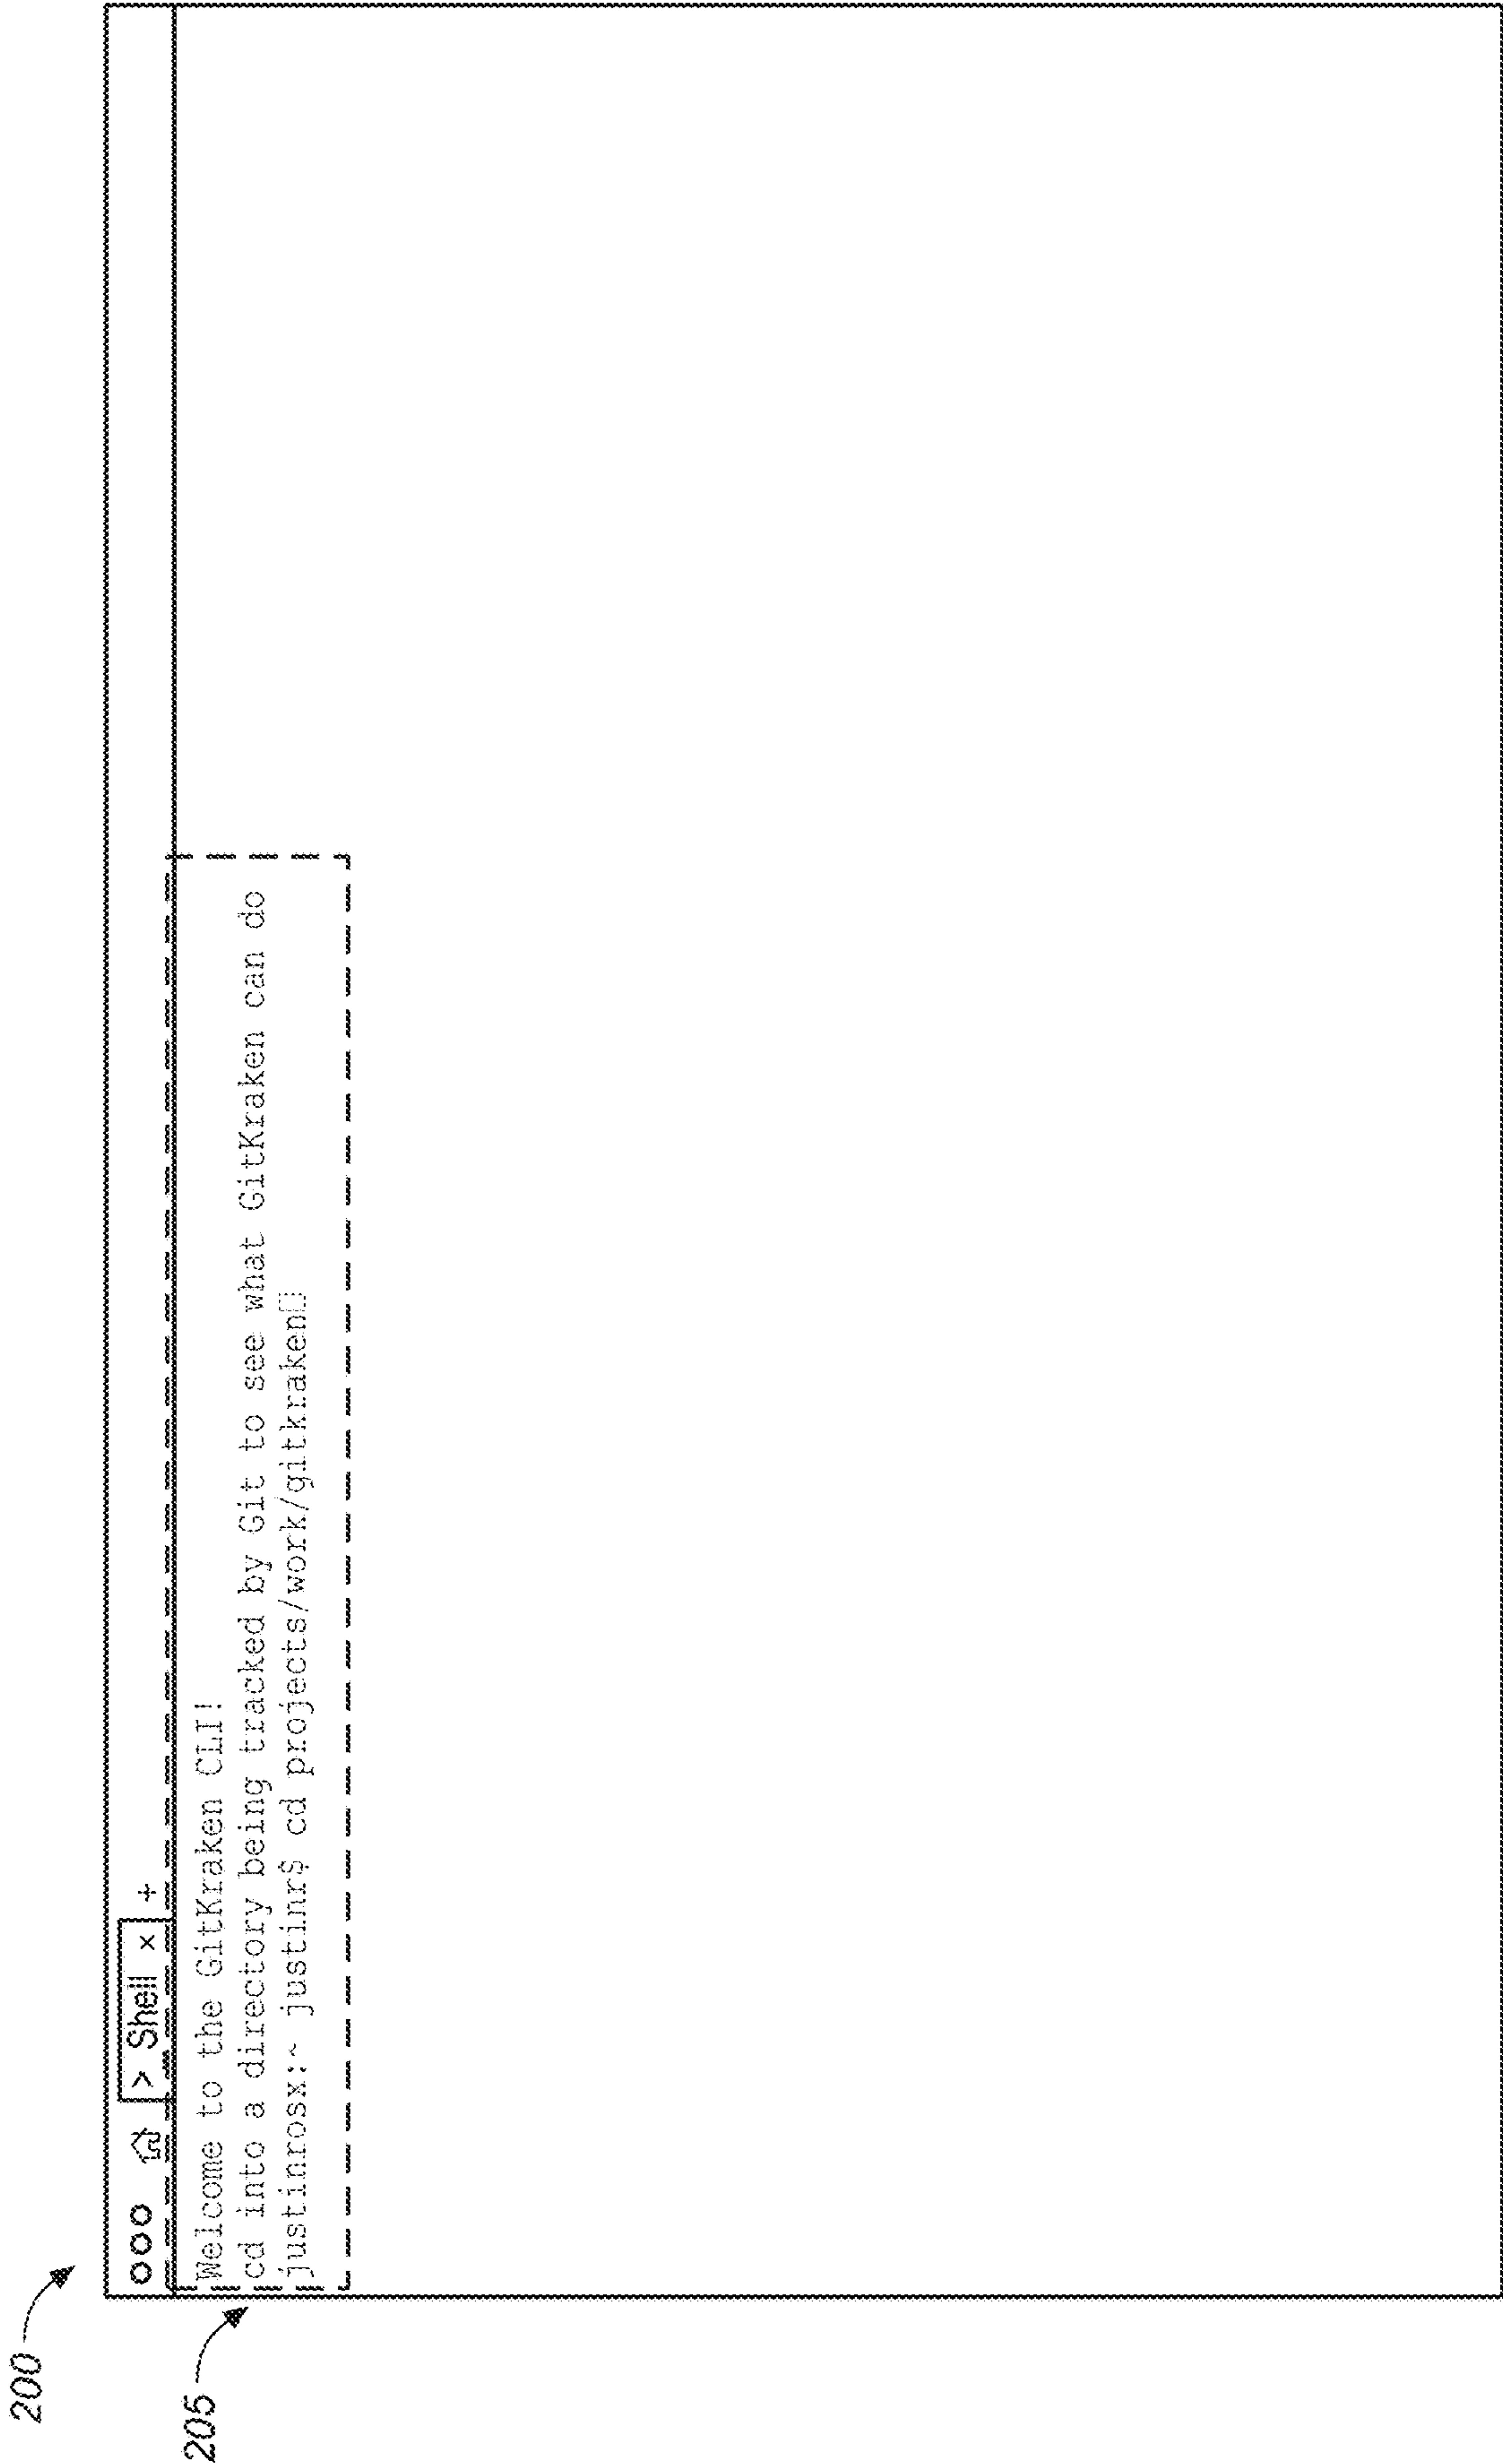 200
> Shell × +
205
Welcome to the GitKraken CLI!
cd into a directory being tracked by Git to see what GitKraken can do
justinrosx:~ justinr$ cd projects/work/gitkraken